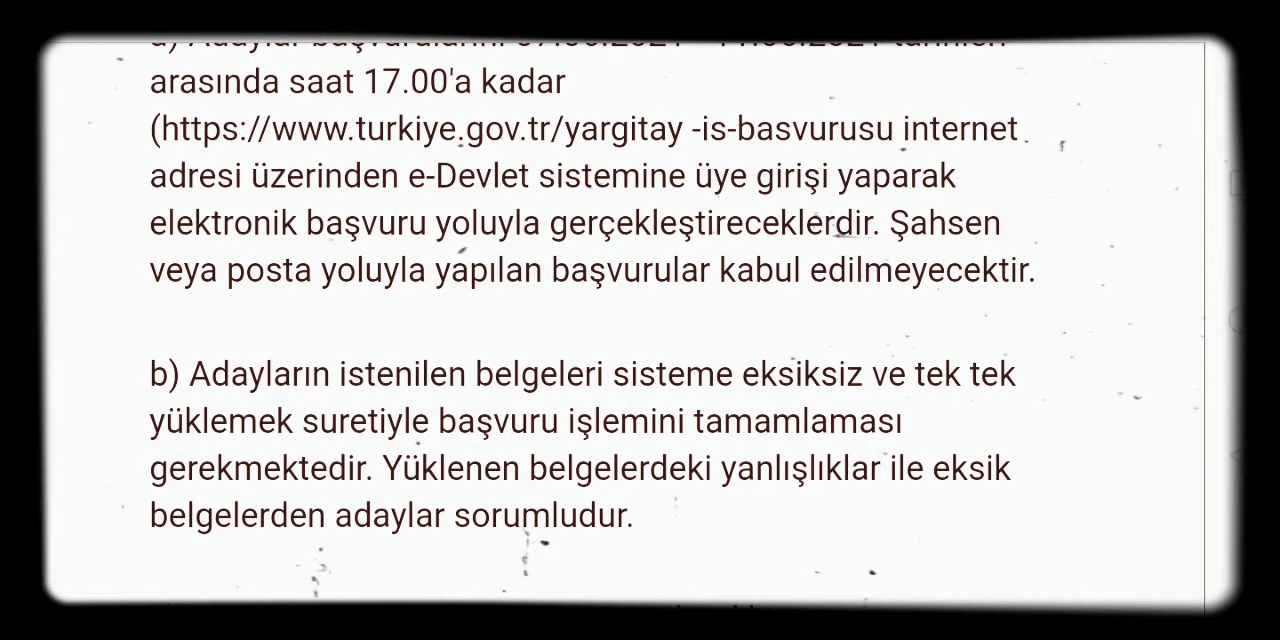 arasında saat 17.00'a kadar
(https://www.turkiye.gov.tr/yargitay -is-basvurusu internet
adresi üzerinden e-Devlet sistemine üye girişi yaparak
elektronik başvuru yoluyla gerçekleştireceklerdir. Şahsen
veya posta yoluyla yapılan başvurular kabul edilmeyecektir.
b) Adayların istenilen belgeleri sisteme eksiksiz ve tek tek
yüklemek suretiyle başvuru işlemini tamamlaması
gerekmektedir. Yüklenen belgelerdeki yanlışlıklar ile eksik
belgelerden adaylar sorumludur.